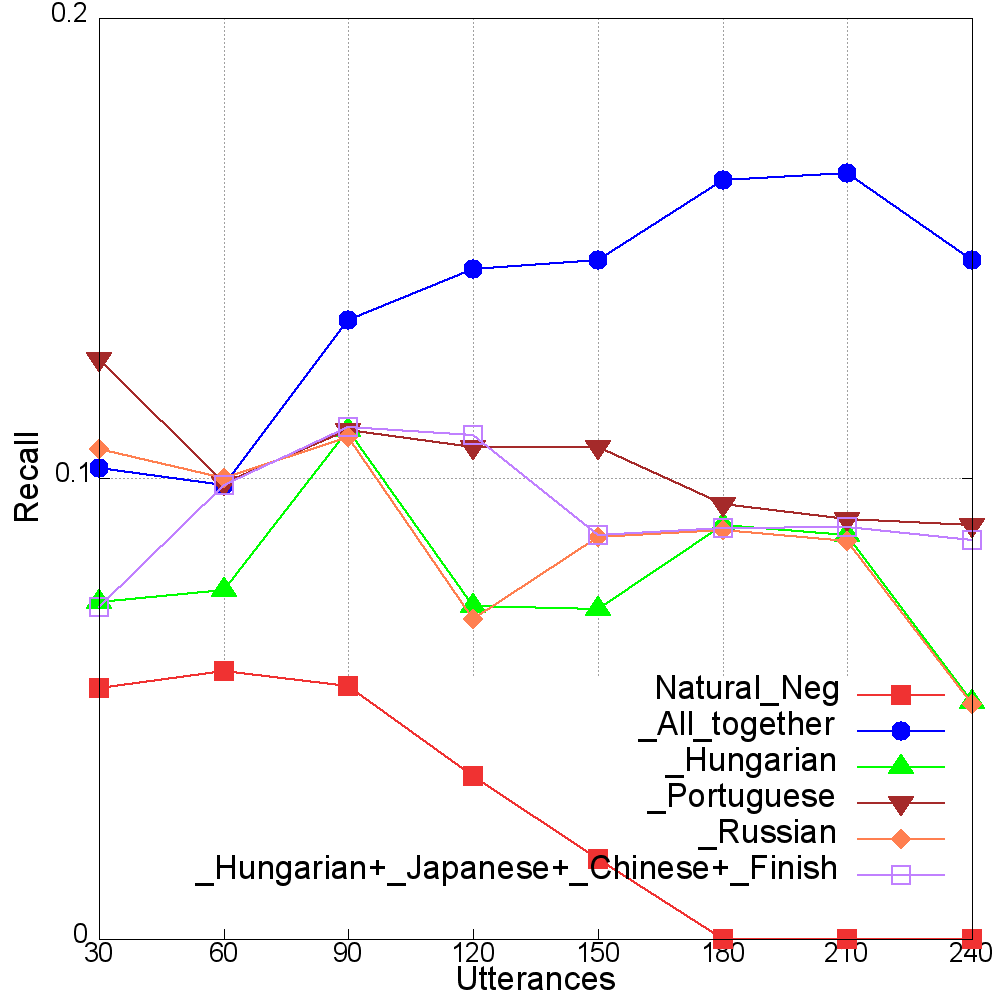 0.2
0.1
0
Recall
30 60 90 120 150 180 210 240
Utterances
Natural_Neg
_All_together
_Hungarian
_Portuguese
_Russian
_Hungarian+_Japanese+_Chinese+_Finish